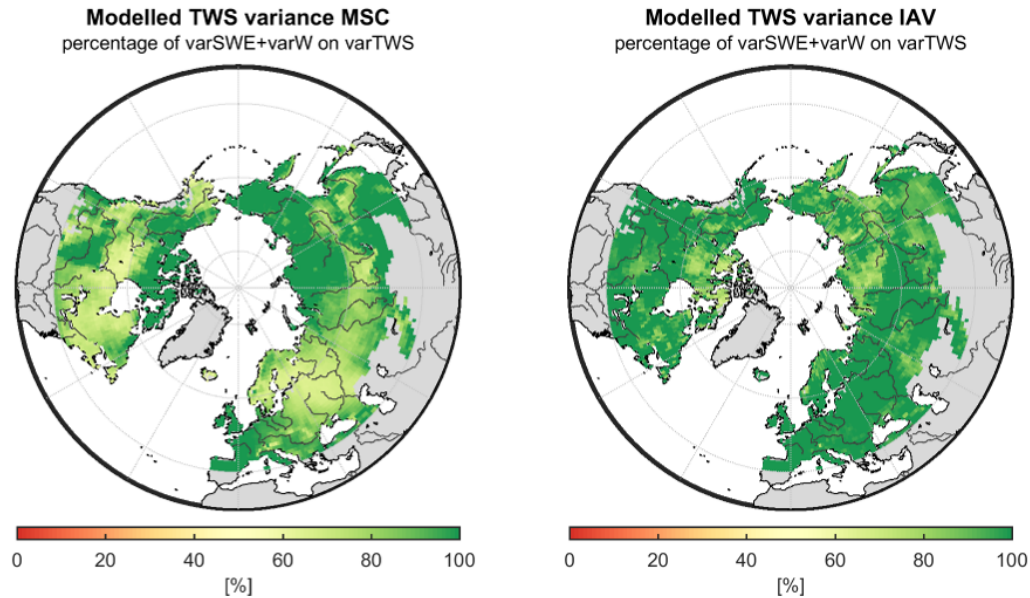 Modelled TWS variance MSC
percentage of varSWE+varW on varTWS
0 20 40 60 80 100
[%]
Modelled TWS variance IAV
percentage of varSWE+varW on varTWS
0 20 40 60 80 100
[%]